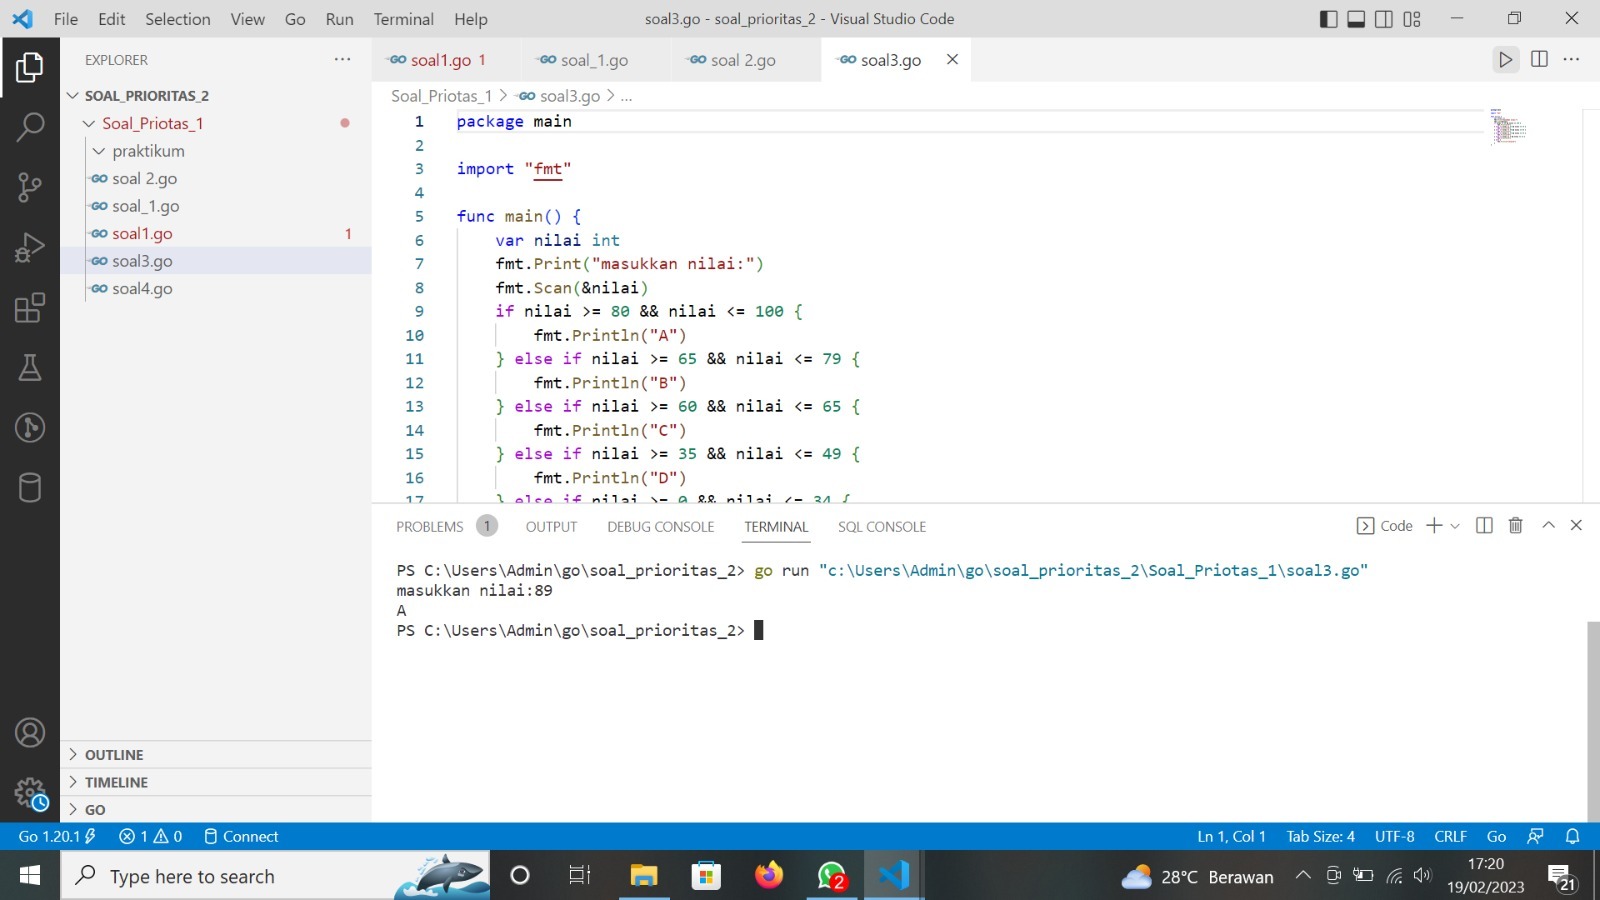 File Edit Selection View Go Run Terminal Help
soal3.go - soal_prioritas_2 - Visual Studio Code
EXPLORER
SOAL_PRIORITAS_2
Soal_Priotas_1
praktikum
soal 2.go
soal_1.go
soal1.go 1
soal3.go
soal4.go
OUTLINE
TIMELINE
GO
soal1.go 1 soal_1.go soal 2.go soal3.go
Soal_Priotas_1 > soal3.go > ...
1 package main
2
3 import "fmt"
4
5 func main() {
6 var nilai int
7 fmt.Print("masukkan nilai:")
8 fmt.Scan(&nilai)
9 if nilai >= 80 && nilai <= 100 {
10 fmt.Println("A")
11 } else if nilai >= 65 && nilai <= 79 {
12 fmt.Println("B")
13 } else if nilai >= 60 && nilai <= 65 {
14 fmt.Println("C")
15 } else if nilai >= 35 && nilai <= 49 {
16 fmt.Println("D")
17 } else if nilai >= 0 && nilai <= 34 {
PROBLEMS 1 OUTPUT DEBUG CONSOLE TERMINAL SQL CONSOLE
Code
PS C:\Users\Admin\go\soal_prioritas_2> go run "c:\Users\Admin\go\soal_prioritas_2\Soal_Priotas_1\soal3.go"
masukkan nilai:89
A
PS C:\Users\Admin\go\soal_prioritas_2>
Go 1.20.1 1 0 Connect
Ln 1, Col 1 Tab Size: 4 UTF-8 CRLF Go
Type here to search
2
28°C Berawan
17:20
19/02/2023
21